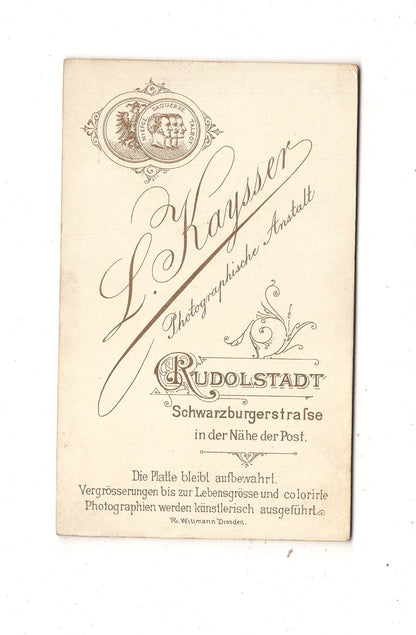 NIEPCE DAGUERRE TALBOT
L. Kaysser
Photographische Anstalt
RUDOLSTADT
Schwarzburgerstraſse
in der Nähe der Post.
Die Platte bleibt aufbewahrt.
Vergrösserungen bis zur Lebensgrösse und colorirte
Photographien werden künstlerisch ausgeführt.
Willmann Dresden.